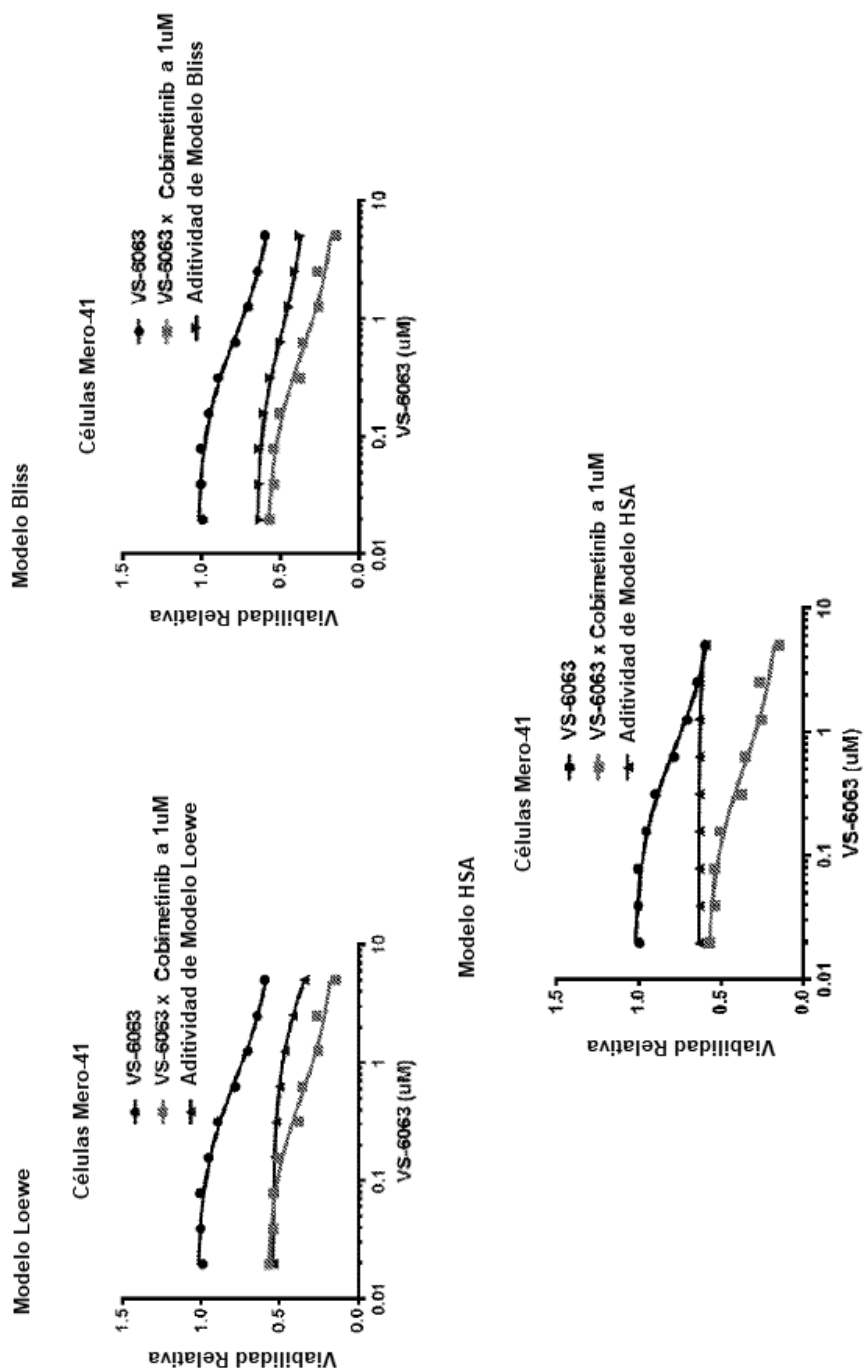 Modelo Loewe
Células Mero-41
VS-6063
VS-6063 x Cobimetinib a 1uM
Aditividad de Modelo Loewe
Viabilidad Relativa
1.5
1.0
0.5
0.0
0.01
0.1
1
10
VS-6063 (uM)
Modelo Bliss
Células Mero-41
VS-6063
VS-6063 x Cobimetinib a 1uM
Aditividad de Modelo Bliss
Viabilidad Relativa
1.5
1.0
0.5
0.0
0.01
0.1
1
10
VS-6063 (uM)
Modelo HSA
Células Mero-41
VS-6063
VS-6063 x Cobimetinib a 1uM
Aditividad de Modelo HSA
Viabilidad Relativa
1.5
1.0
0.5
0.0
0.01
0.1
1
10
VS-6063 (uM)